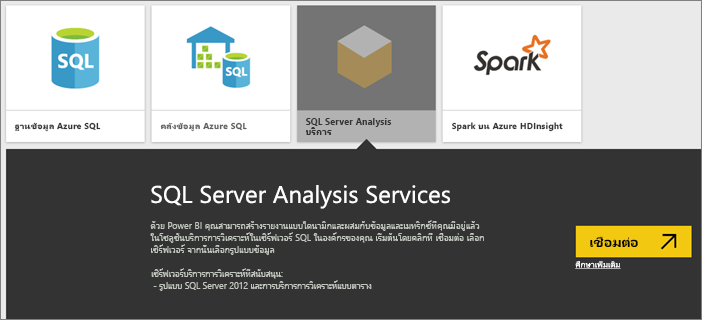 SQL
SQL
Spark
ฐานข้อมูล Azure SQL
คลังข้อมูล Azure SQL
SQL Server Analysis
บริการ
Spark บน Azure HDInsight
SQL Server Analysis Services
ด้วย Power BI คุณสามารถสร้างรายงานแบบไดนามิกและผสมกับข้อมูลและเมทริกซ์ที่คุณมีอยู่แล้ว
ในโซลูชันบริการการวิเคราะห์ในเซิร์ฟเวอร์ SQL ในองค์กรของคุณ เริ่มต้นโดยคลิกที่ เชื่อมต่อ เลือก
เซิร์ฟเวอร์ จากนั้นเลือกรูปแบบข้อมูล
เชื่อมต่อ
ศึกษาเพิ่มเติม
เซิร์ฟเวอร์บริการการวิเคราะห์ที่สนับสนุน:
- รูปแบบ SQL Server 2012 และการบริการการวิเคราะห์แบบตาราง